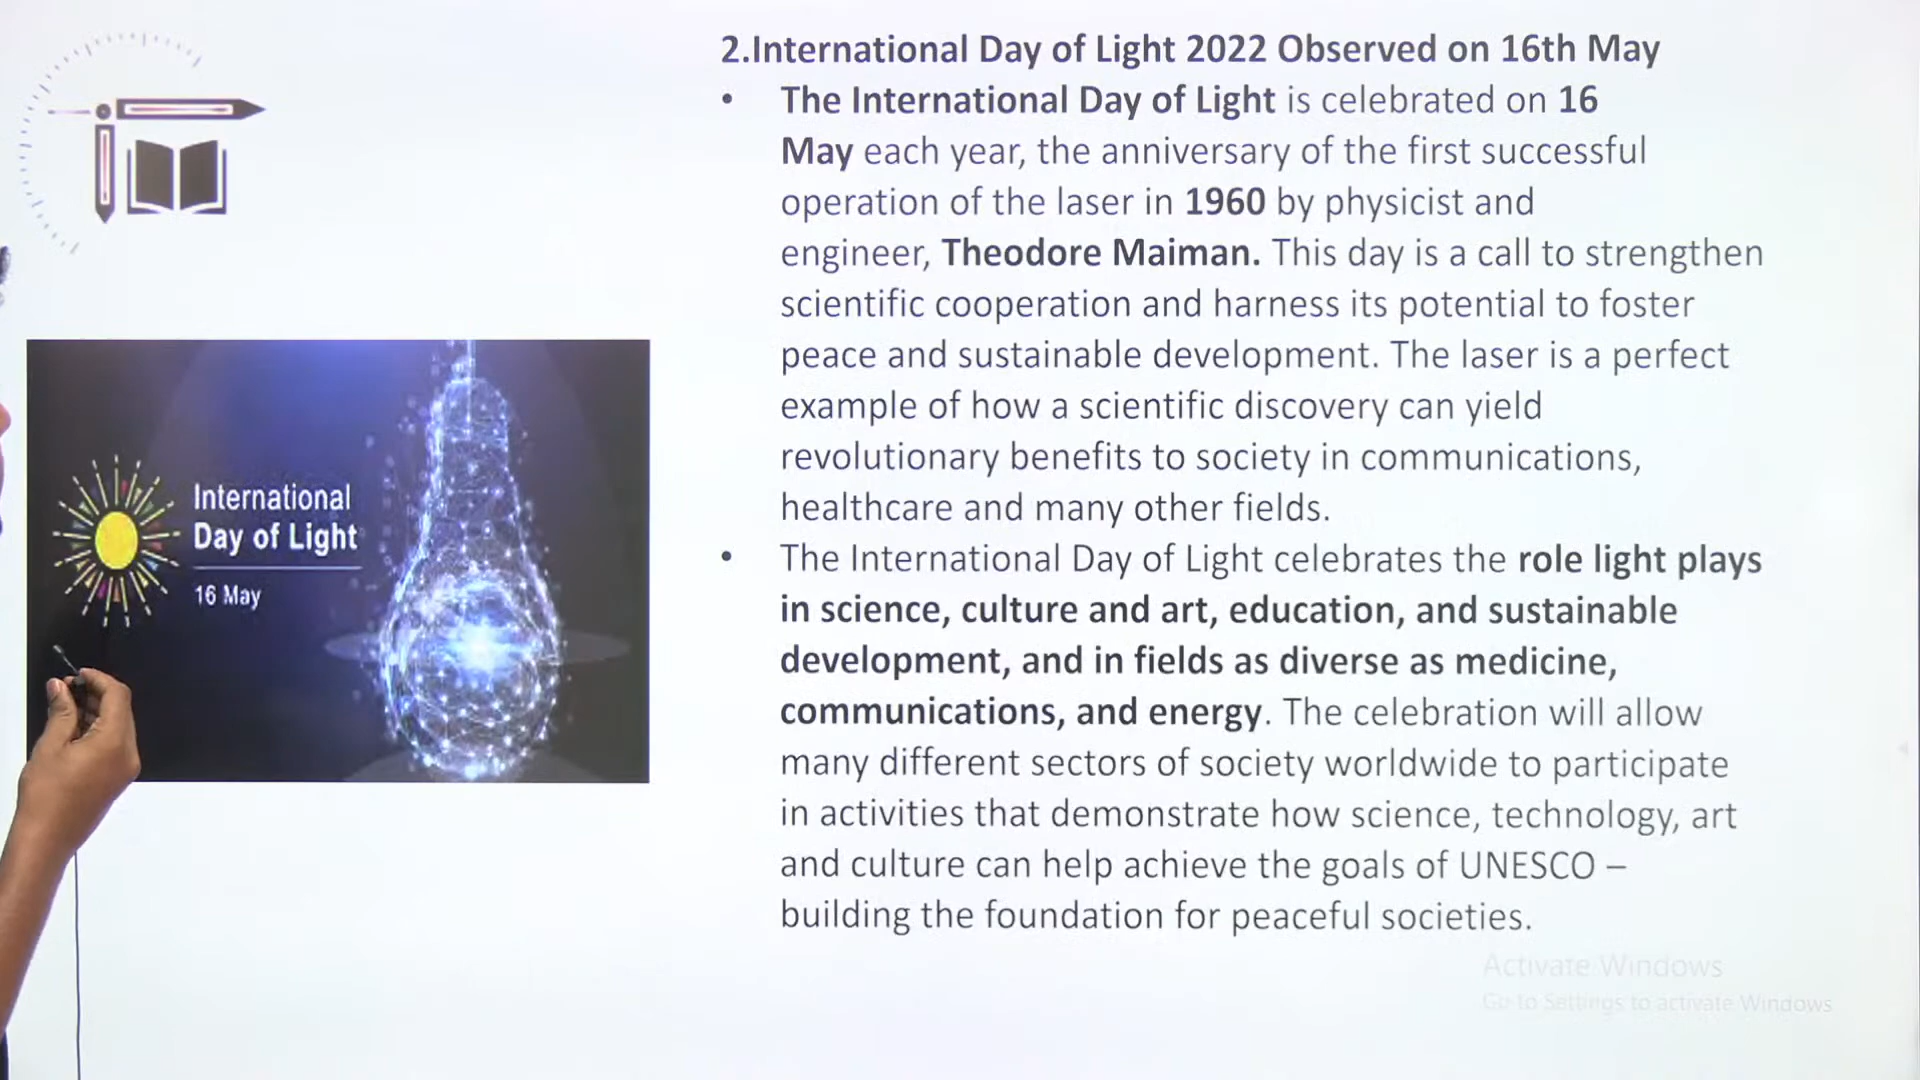 2.International Day of Light 2022 Observed on 16th May
• The International Day of Light is celebrated on 16
May each year, the anniversary of the first successful
operation of the laser in 1960 by physicist and
engineer, Theodore Maiman. This day is a call to strengthen
scientific cooperation and harness its potential to foster
peace and sustainable development. The laser is a perfect
example of how a scientific discovery can yield
revolutionary benefits to society in communications,
healthcare and many other fields.
• The International Day of Light celebrates the role light plays
in science, culture and art, education, and sustainable
development, and in fields as diverse as medicine,
communications, and energy. The celebration will allow
many different sectors of society worldwide to participate
in activities that demonstrate how science, technology, art
and culture can help achieve the goals of UNESCO –
building the foundation for peaceful societies.
International
Day of Light
16 May
Activate Windows
Go to Settings to activate Windows